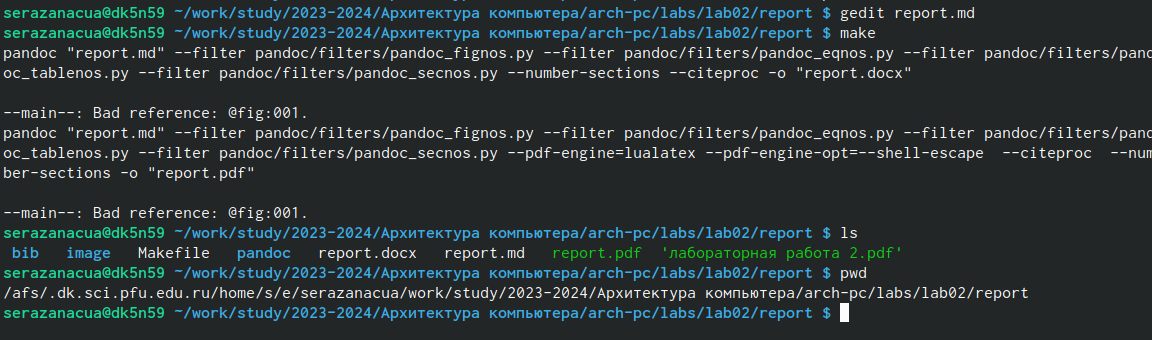 serazanacua@dk5n59 ~/work/study/2023-2024/Архитектура компьютера/arch-pc/labs/lab02/report $ gedit report.md
serazanacua@dk5n59 ~/work/study/2023-2024/Архитектура компьютера/arch-pc/labs/lab02/report $ make
pandoc "report.md" --filter pandoc/filters/pandoc_fignos.py --filter pandoc/filters/pandoc_eqnos.py --filter pandoc/filters/pand
oc_tablenos.py --filter pandoc/filters/pandoc_secnos.py --number-sections --citeproc -o "report.docx"
--main--: Bad reference: @fig:001.
pandoc "report.md" --filter pandoc/filters/pandoc_fignos.py --filter pandoc/filters/pandoc_eqnos.py --filter pandoc/filters/pand
oc_tablenos.py --filter pandoc/filters/pandoc_secnos.py --pdf-engine=lualatex --pdf-engine-opt=--shell-escape  --citeproc  --num
ber-sections -o "report.pdf"
--main--: Bad reference: @fig:001.
serazanacua@dk5n59 ~/work/study/2023-2024/Архитектура компьютера/arch-pc/labs/lab02/report $ ls
bib   image   Makefile   pandoc   report.docx   report.md   report.pdf  'лабораторная работа 2.pdf'
serazanacua@dk5n59 ~/work/study/2023-2024/Архитектура компьютера/arch-pc/labs/lab02/report $ pwd
/afs/.dk.sci.pfu.edu.ru/home/s/e/serazanacua/work/study/2023-2024/Архитектура компьютера/arch-pc/labs/lab02/report
serazanacua@dk5n59 ~/work/study/2023-2024/Архитектура компьютера/arch-pc/labs/lab02/report $